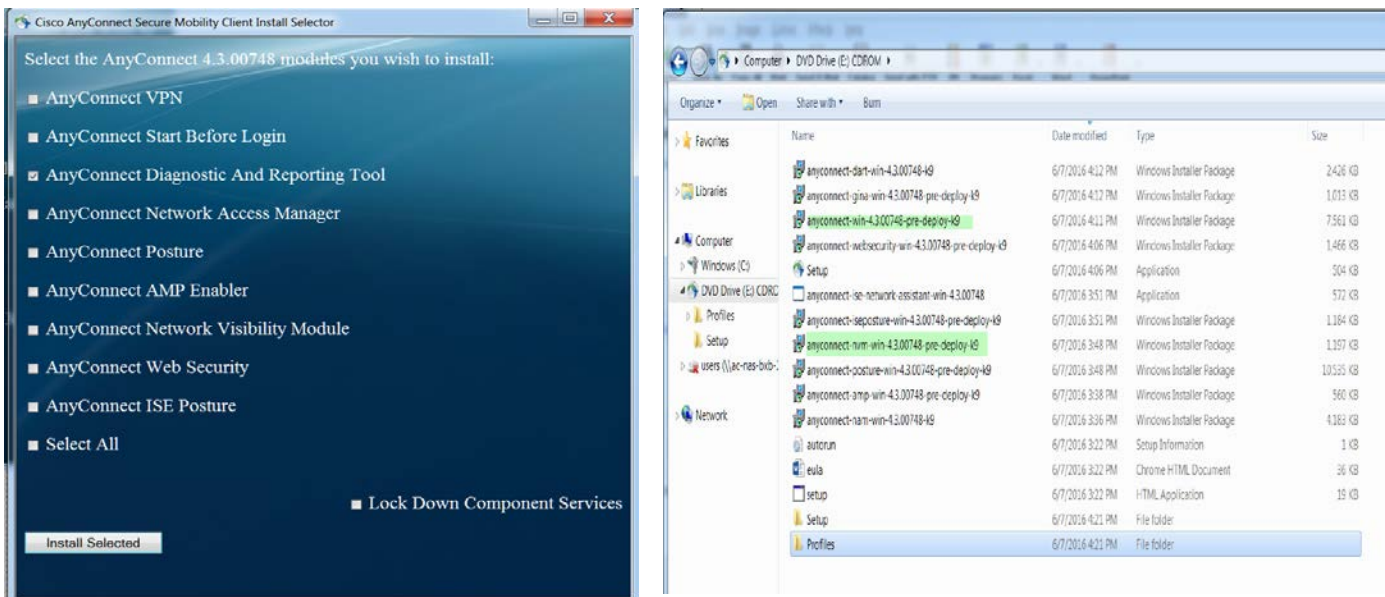 Cisco AnyConnect Secure Mobility Client Install Selector
Select the AnyConnect 4.3.00748 modules you wish to install:
AnyConnect VPN
AnyConnect Start Before Login
AnyConnect Diagnostic And Reporting Tool
AnyConnect Network Access Manager
AnyConnect Posture
AnyConnect AMP Enabler
AnyConnect Network Visibility Module
AnyConnect Web Security
AnyConnect ISE Posture
Select All
Lock Down Component Services
Install Selected
Computer DVD Drive (E:) CDROM
Organize Open Share with Burn
Favorites
Libraries
Computer
Windows (C:)
DVD Drive (E:) CDRC
Profiles
Setup
users (\\ac-nas-bxb-
Network
Name Date modified Type Size
anyconnect-dart-win-4.3.00748-k9 6/7/2016 4:12 PM Windows Installer Package 2,426 KB
anyconnect-gina-win-4.3.00748-pre-deploy-k9 6/7/2016 4:12 PM Windows Installer Package 1,013 KB
anyconnect-win-4.3.00748-pre-deploy-k9 6/7/2016 4:11 PM Windows Installer Package 7,561 KB
anyconnect-websecurity-win-4.3.00748-pre-deploy-k9 6/7/2016 4:06 PM Windows Installer Package 1,466 KB
Setup 6/7/2016 4:06 PM Application 504 KB
anyconnect-ise-network-assistant-win-4.3.00748 6/7/2016 3:51 PM Application 572 KB
anyconnect-iseposture-win-4.3.00748-pre-deploy-k9 6/7/2016 3:51 PM Windows Installer Package 1,184 KB
anyconnect-nvm-win-4.3.00748-pre-deploy-k9 6/7/2016 3:48 PM Windows Installer Package 1,197 KB
anyconnect-posture-win-4.3.00748-pre-deploy-k9 6/7/2016 3:48 PM Windows Installer Package 10,535 KB
anyconnect-amp-win-4.3.00748-pre-deploy-k9 6/7/2016 3:38 PM Windows Installer Package 560 KB
anyconnect-nam-win-4.3.00748-k9 6/7/2016 3:36 PM Windows Installer Package 4,183 KB
autorun 6/7/2016 3:22 PM Setup Information 1 KB
eula 6/7/2016 3:22 PM Chrome HTML Document 36 KB
setup 6/7/2016 3:22 PM HTML Application 19 KB
Setup 6/7/2016 4:21 PM File folder
Profiles 6/7/2016 4:21 PM File folder